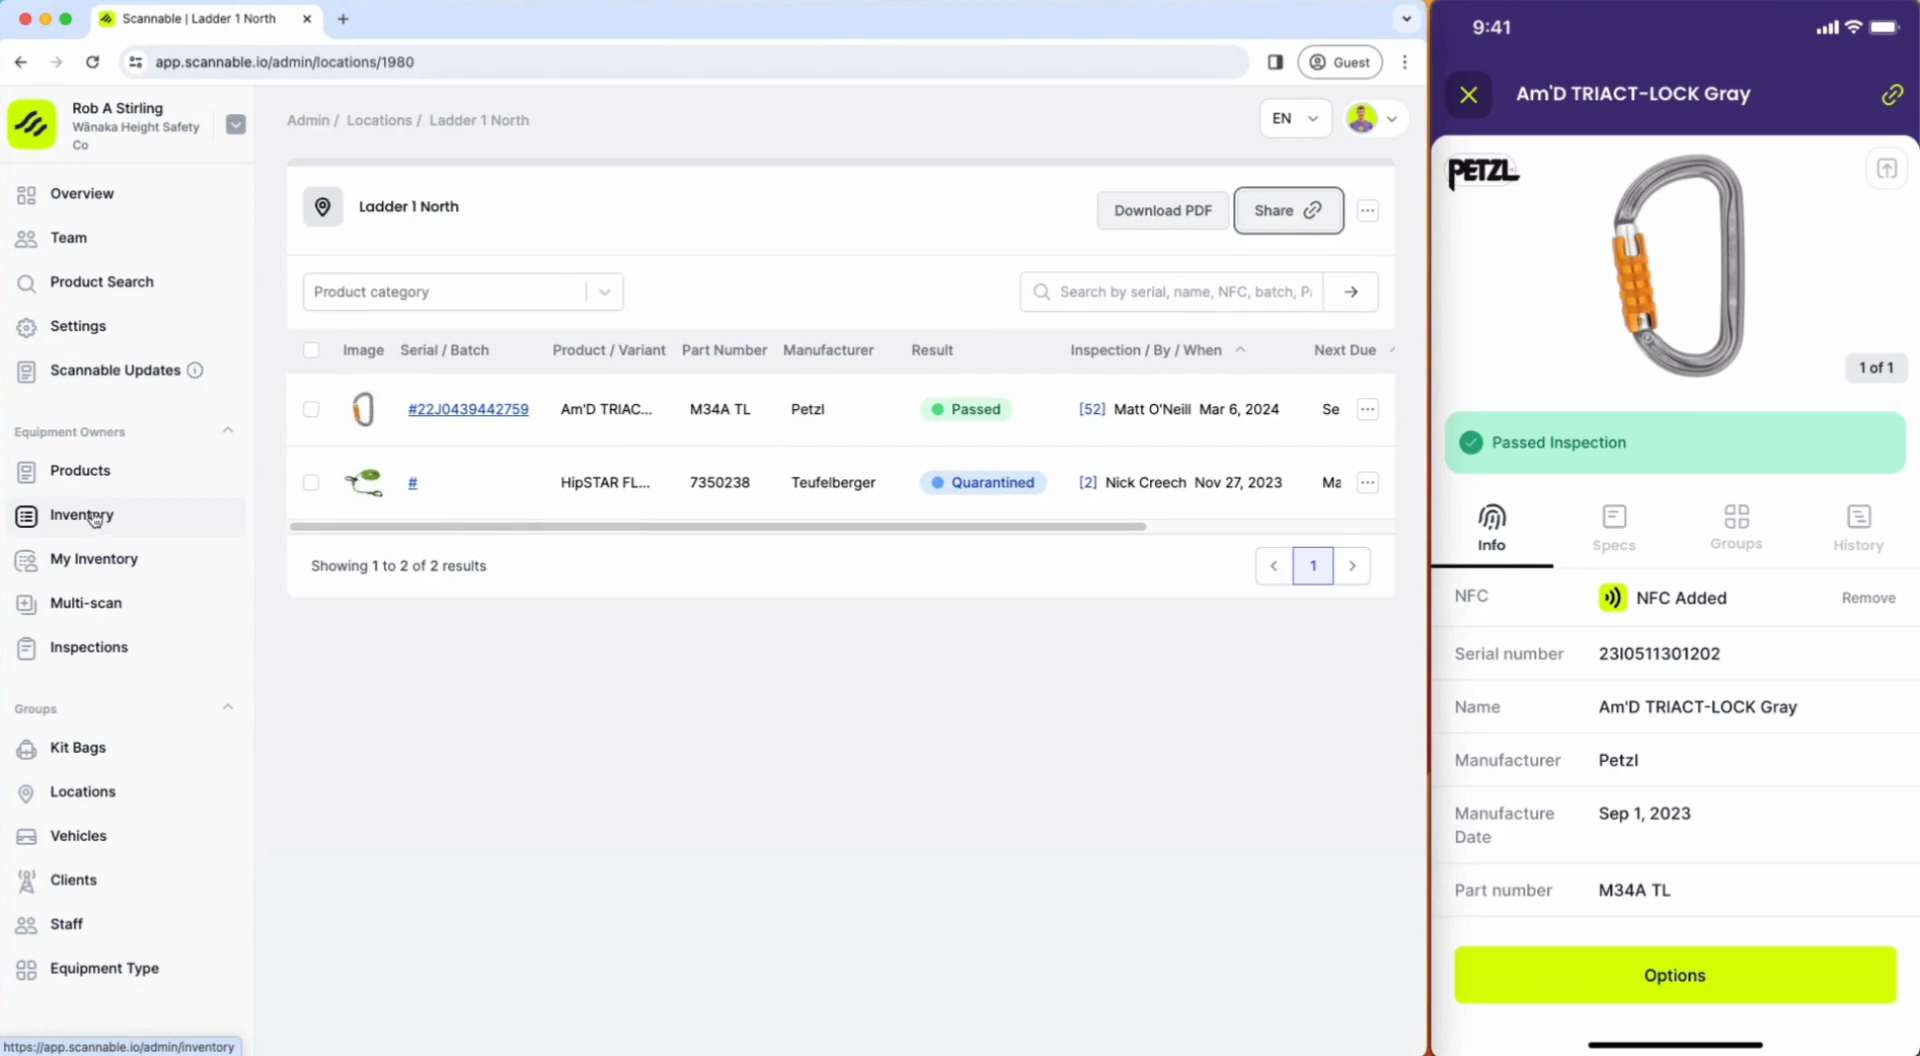 Scannable | Ladder 1 North
app.scannable.io/admin/locations/1980
Guest
Rob A Stirling
Wānaka Height Safety
Co
Overview
Team
Product Search
Settings
Scannable Updates
Equipment Owners
Products
Inventory
My Inventory
Multi-scan
Inspections
Groups
Kit Bags
Locations
Vehicles
Clients
Staff
Equipment Type
https://app.scannable.io/admin/inventory
Admin / Locations / Ladder 1 North
EN
Ladder 1 North
Download PDF
Share
Product category
Search by serial, name, NFC, batch, P
Image Serial / Batch Product / Variant Part Number Manufacturer Result Inspection / By / When Next Due
#22J0439442759 Am'D TRIAC... M34A TL Petzl Passed [52] Matt O'Neill Mar 6, 2024 Se
# HipSTAR FL... 7350238 Teufelberger Quarantined [2] Nick Creech Nov 27, 2023 Ma
Showing 1 to 2 of 2 results
1
9:41
Am'D TRIACT-LOCK Gray
PETZL
1 of 1
Passed Inspection
Info Specs Groups History
NFC NFC Added Remove
Serial number 23I0511301202
Name Am'D TRIACT-LOCK Gray
Manufacturer Petzl
Manufacture Sep 1, 2023
Date
Part number M34A TL
Options